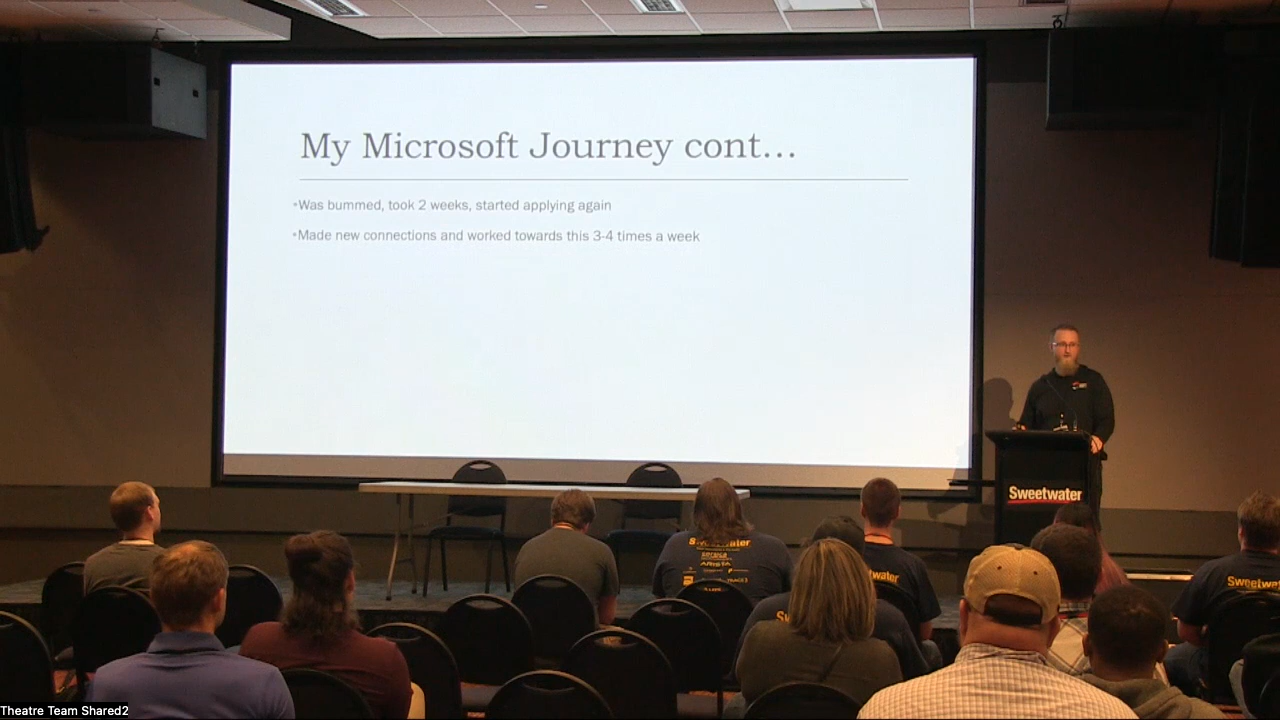 My Microsoft Journey cont…
•Was bummed, took 2 weeks, started applying again
•Made new connections and worked towards this 3-4 times a week
Sweetwater
Sweetwater
ARISTA
Sweetwater
Theatre Team Shared2